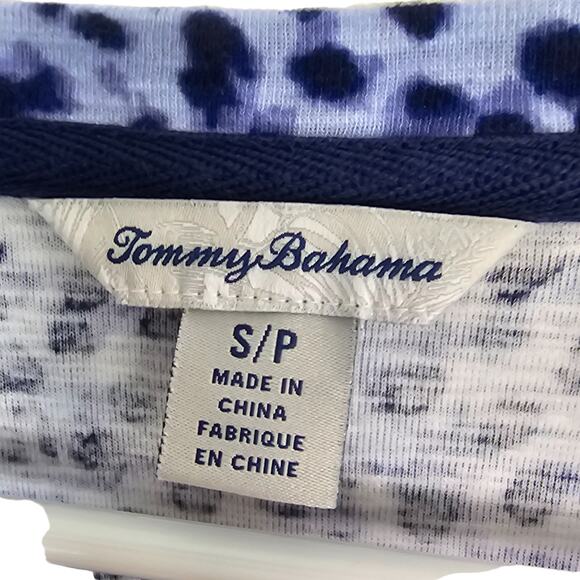 Tommy Bahama
S/P
MADE IN
CHINA
FABRIQUE
EN CHINE